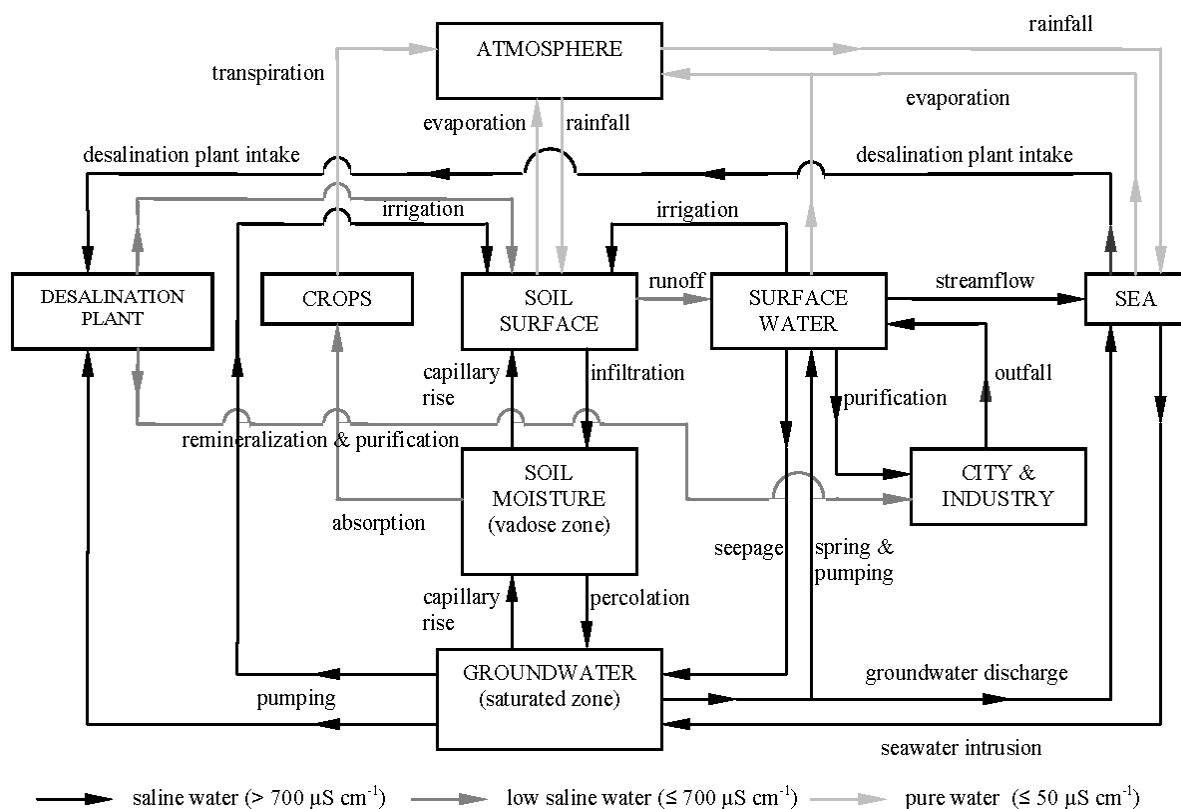 rainfall
ATMOSPHERE
transpiration
evaporation
evaporation
rainfall
desalination plant intake
desalination plant intake
irrigation
irrigation
DESALINATION
PLANT
CROPS
SOIL
SURFACE
runoff
SURFACE
WATER
streamflow
SEA
capillary
rise
infiltration
purification
outfall
remineralization & purification
SOIL
MOISTURE
(vadose zone)
CITY &
INDUSTRY
absorption
seepage
spring &
pumping
capillary
rise
percolation
GROUNDWATER
(saturated zone)
groundwater discharge
pumping
seawater intrusion
saline water (> 700 µS cm⁻¹)
low saline water (≤ 700 µS cm⁻¹)
pure water (≤ 50 µS cm⁻¹)